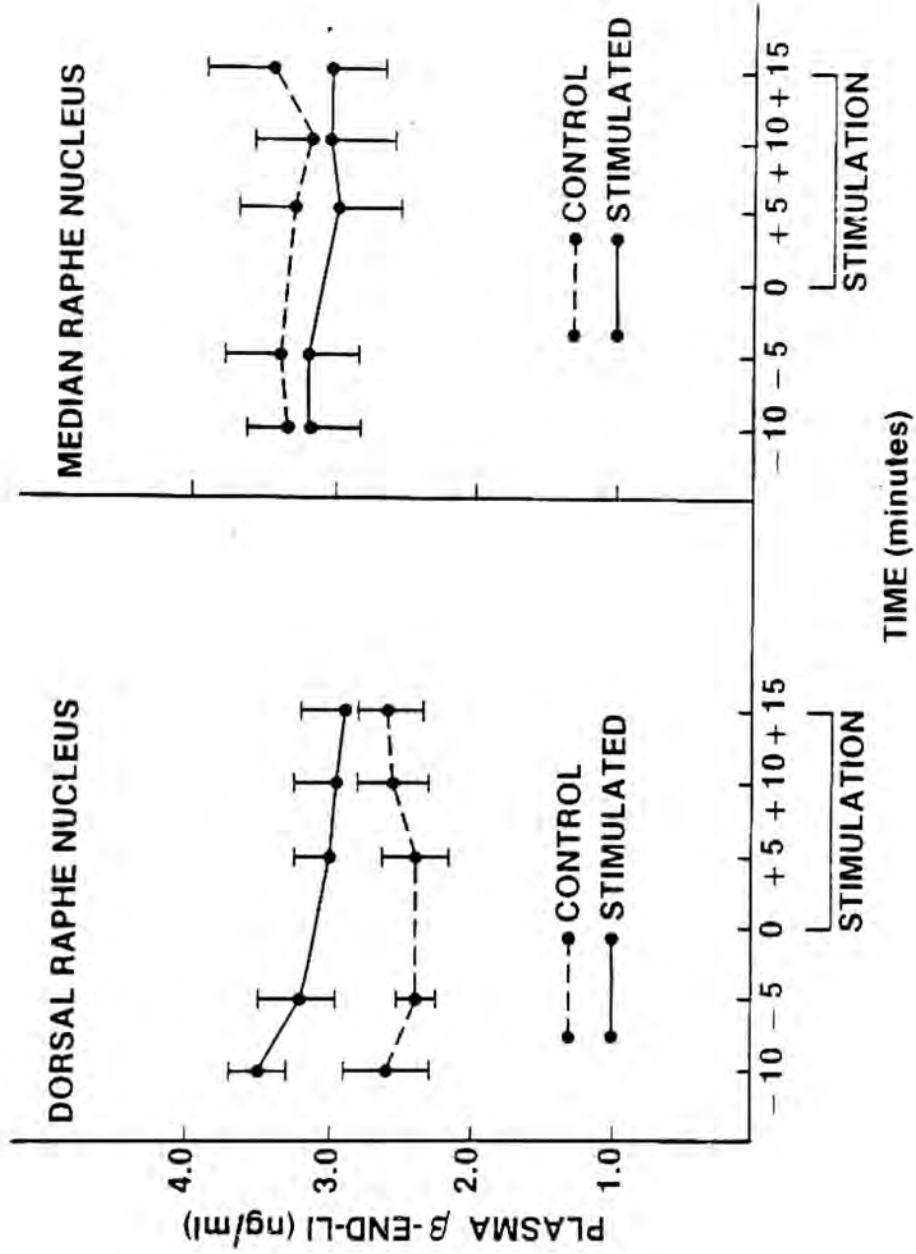 DORSAL RAPHE NUCLEUS
MEDIAN RAPHE NUCLEUS
PLASMA β-END-LI (ng/ml)
4.0
3.0
2.0
1.0
CONTROL
STIMULATED
CONTROL
STIMULATED
−10 −5 0 +5 +10 +15
−10 −5 0 +5 +10 +15
STIMULATION
STIMULATION
TIME (minutes)